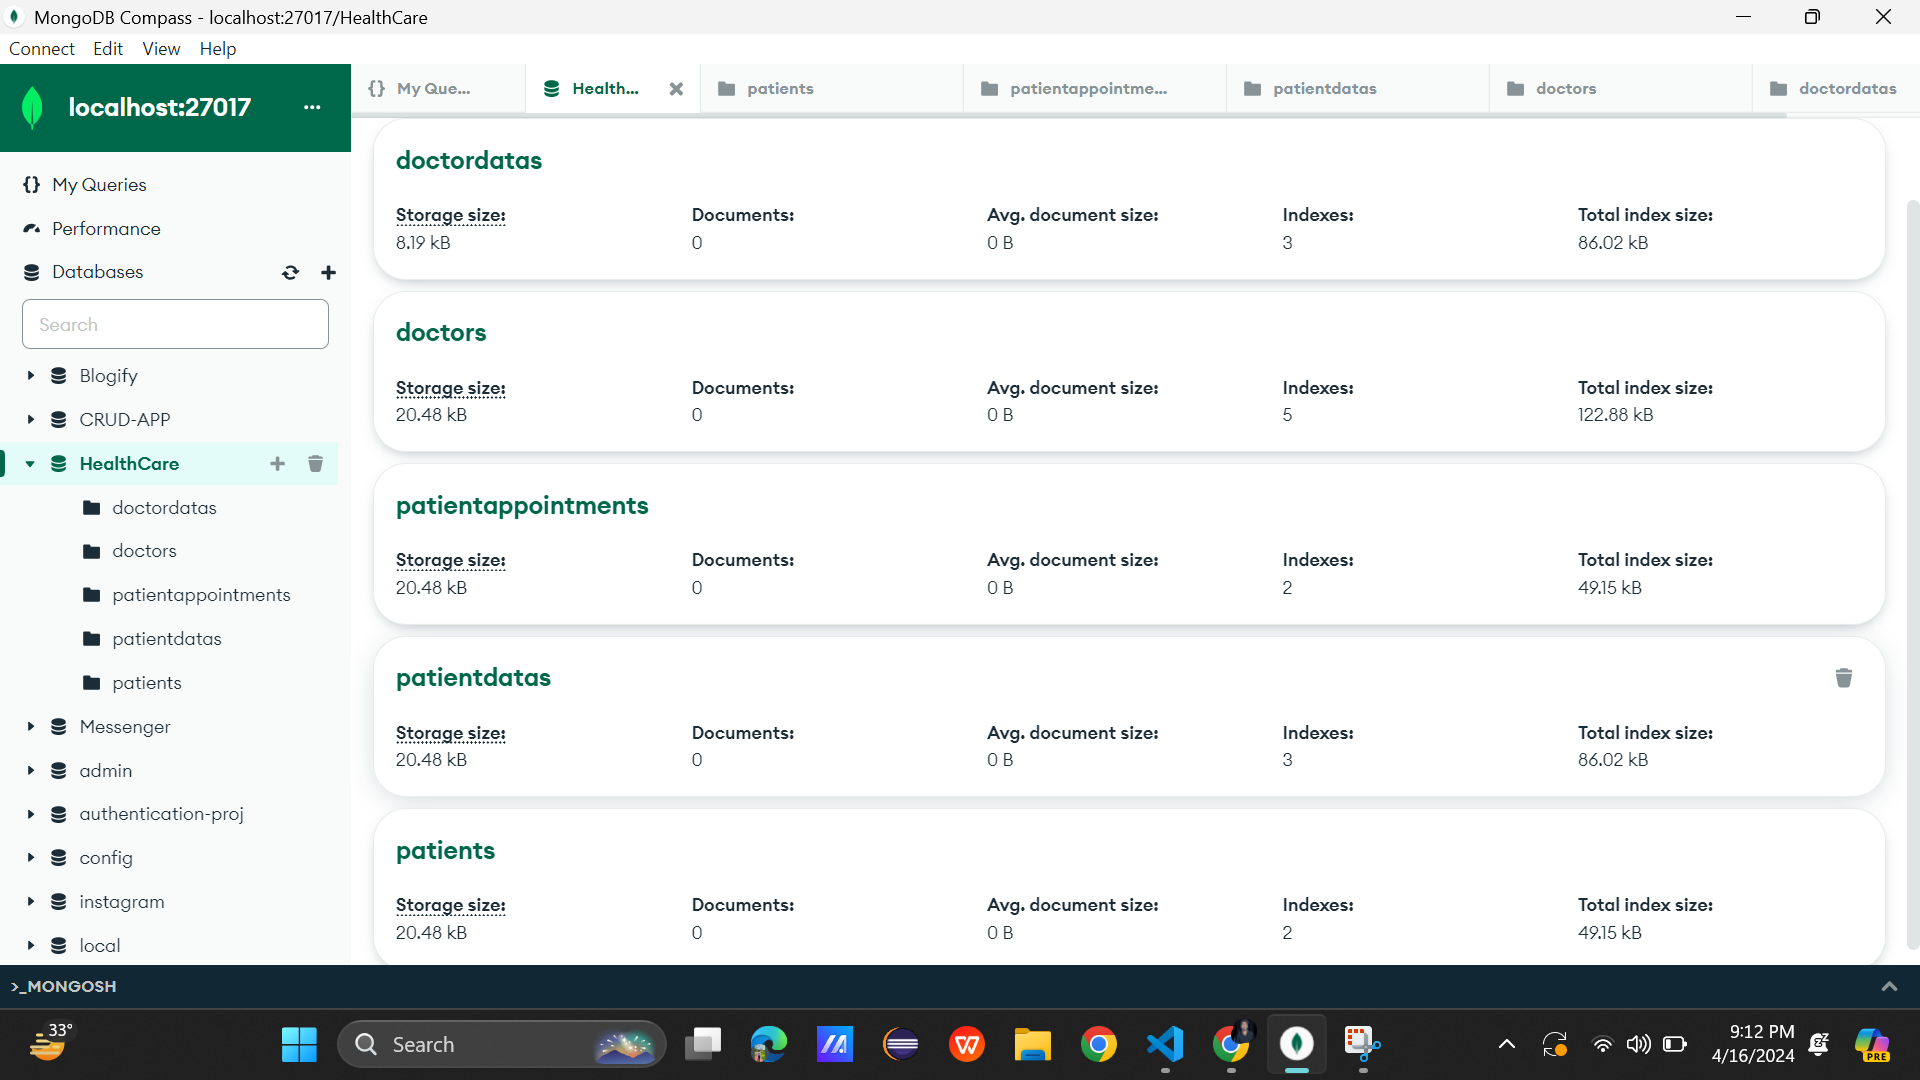 MongoDB Compass - localhost:27017/HealthCare
Connect Edit View Help
localhost:27017 ...
{} My Que...
Health...
patients
patientappointme...
patientdatas
doctors
doctordatas
{} My Queries
Performance
Databases
Search
Blogify
CRUD-APP
HealthCare
doctordatas
doctors
patientappointments
patientdatas
patients
Messenger
admin
authentication-proj
config
instagram
local
doctordatas
Storage size: Documents: Avg. document size: Indexes: Total index size:
8.19 kB 0 0 B 3 86.02 kB
doctors
Storage size: Documents: Avg. document size: Indexes: Total index size:
20.48 kB 0 0 B 5 122.88 kB
patientappointments
Storage size: Documents: Avg. document size: Indexes: Total index size:
20.48 kB 0 0 B 2 49.15 kB
patientdatas
Storage size: Documents: Avg. document size: Indexes: Total index size:
20.48 kB 0 0 B 3 86.02 kB
patients
Storage size: Documents: Avg. document size: Indexes: Total index size:
20.48 kB 0 0 B 2 49.15 kB
>_MONGOSH
33°
Search
9:12 PM
4/16/2024
PRE